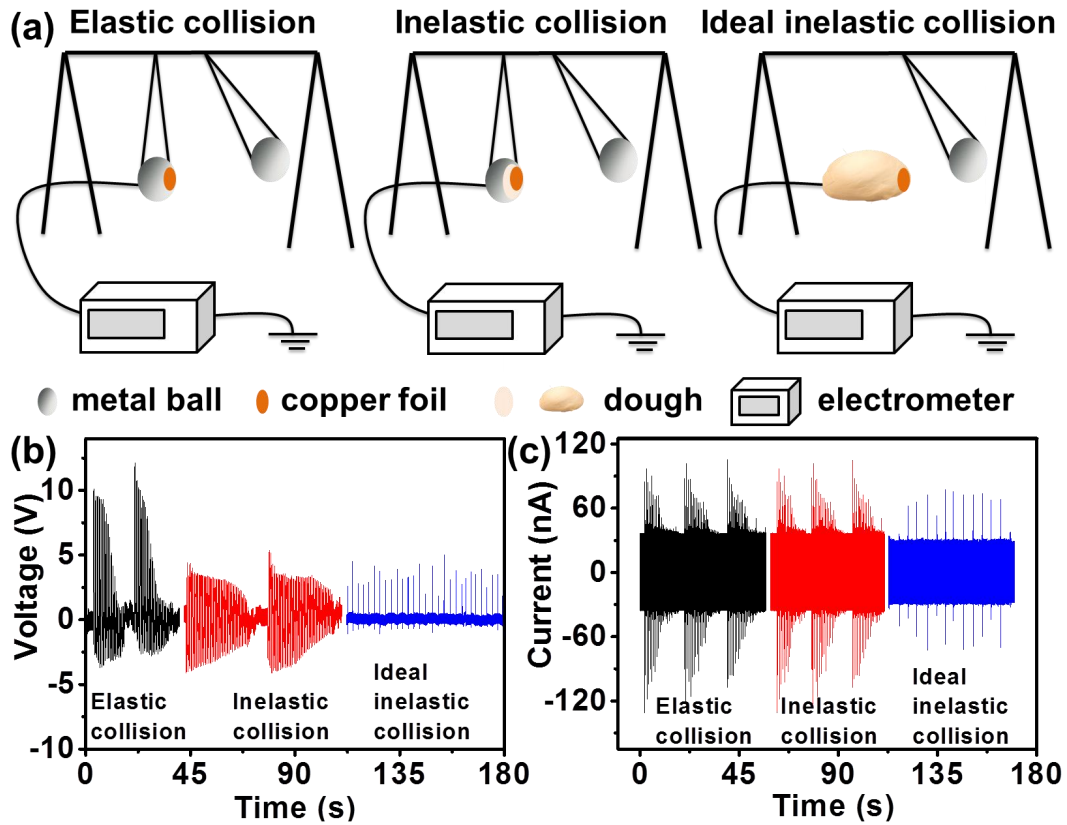 (a)
Elastic collision
Inelastic collision
Ideal inelastic collision
metal ball
copper foil
dough
electrometer
(b)
Voltage (V)
10
5
0
-5
-10
Elastic
collision
Inelastic
collision
Ideal
inelastic
collision
0
45
90
135
180
Time (s)
(c)
Current (nA)
120
60
0
-60
-120
Elastic
collision
Inelastic
collision
Ideal
inelastic
collision
0
45
90
135
180
Time (s)